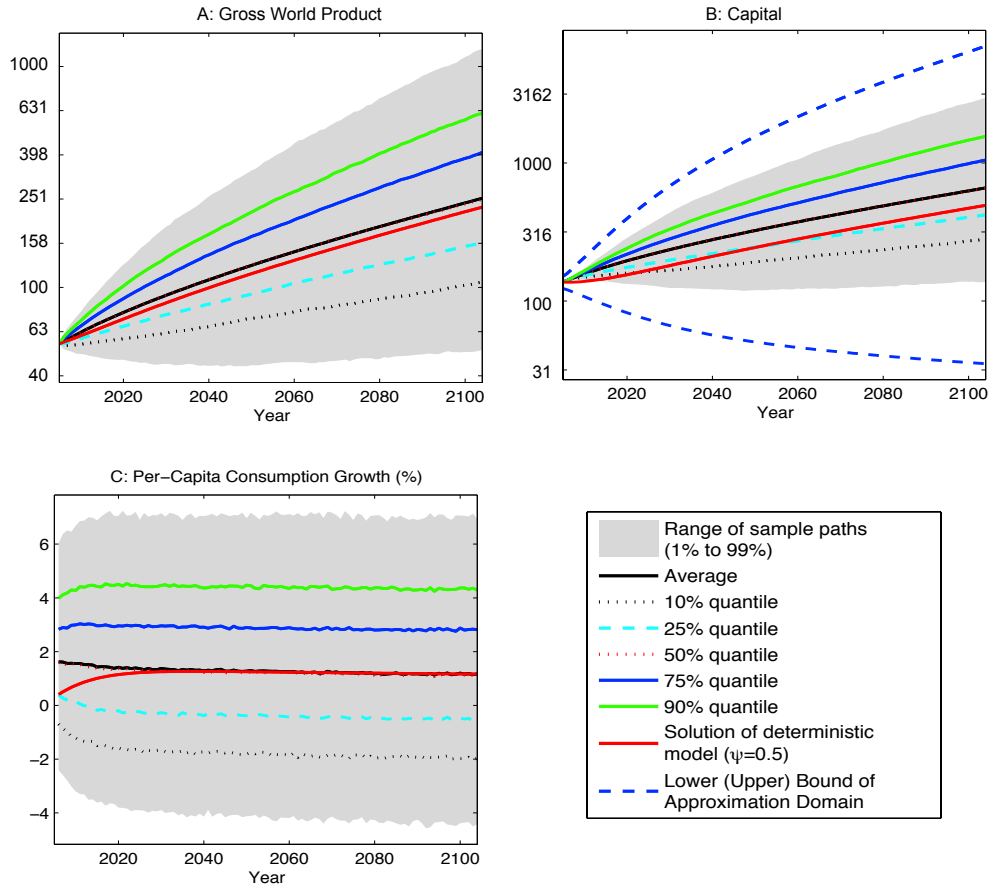 A: Gross World Product
1000
631
398
251
158
100
63
40
2020
2040
2060
2080
2100
Year
B: Capital
3162
1000
316
100
31
2020
2040
2060
2080
2100
Year
C: Per-Capita Consumption Growth (%)
6
4
2
0
-2
-4
2020
2040
2060
2080
2100
Year
Range of sample paths
(1% to 99%)
Average
10% quantile
25% quantile
50% quantile
75% quantile
90% quantile
Solution of deterministic
model (ψ=0.5)
Lower (Upper) Bound of
Approximation Domain